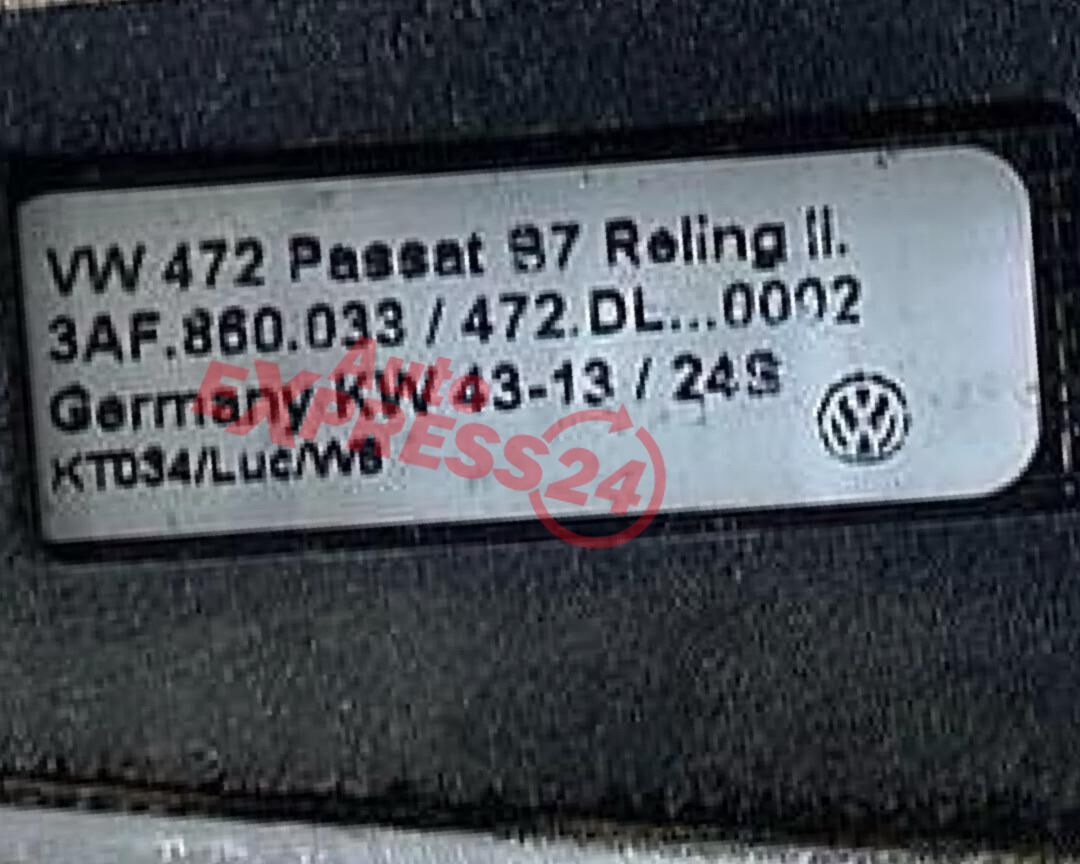 VW 472 Passat B7 Reling li.
3AF.860.033 / 472.DL...0002
Germany KW 43-13 / 24S
KT034/Luc/W8
Auto
EXPRESS24